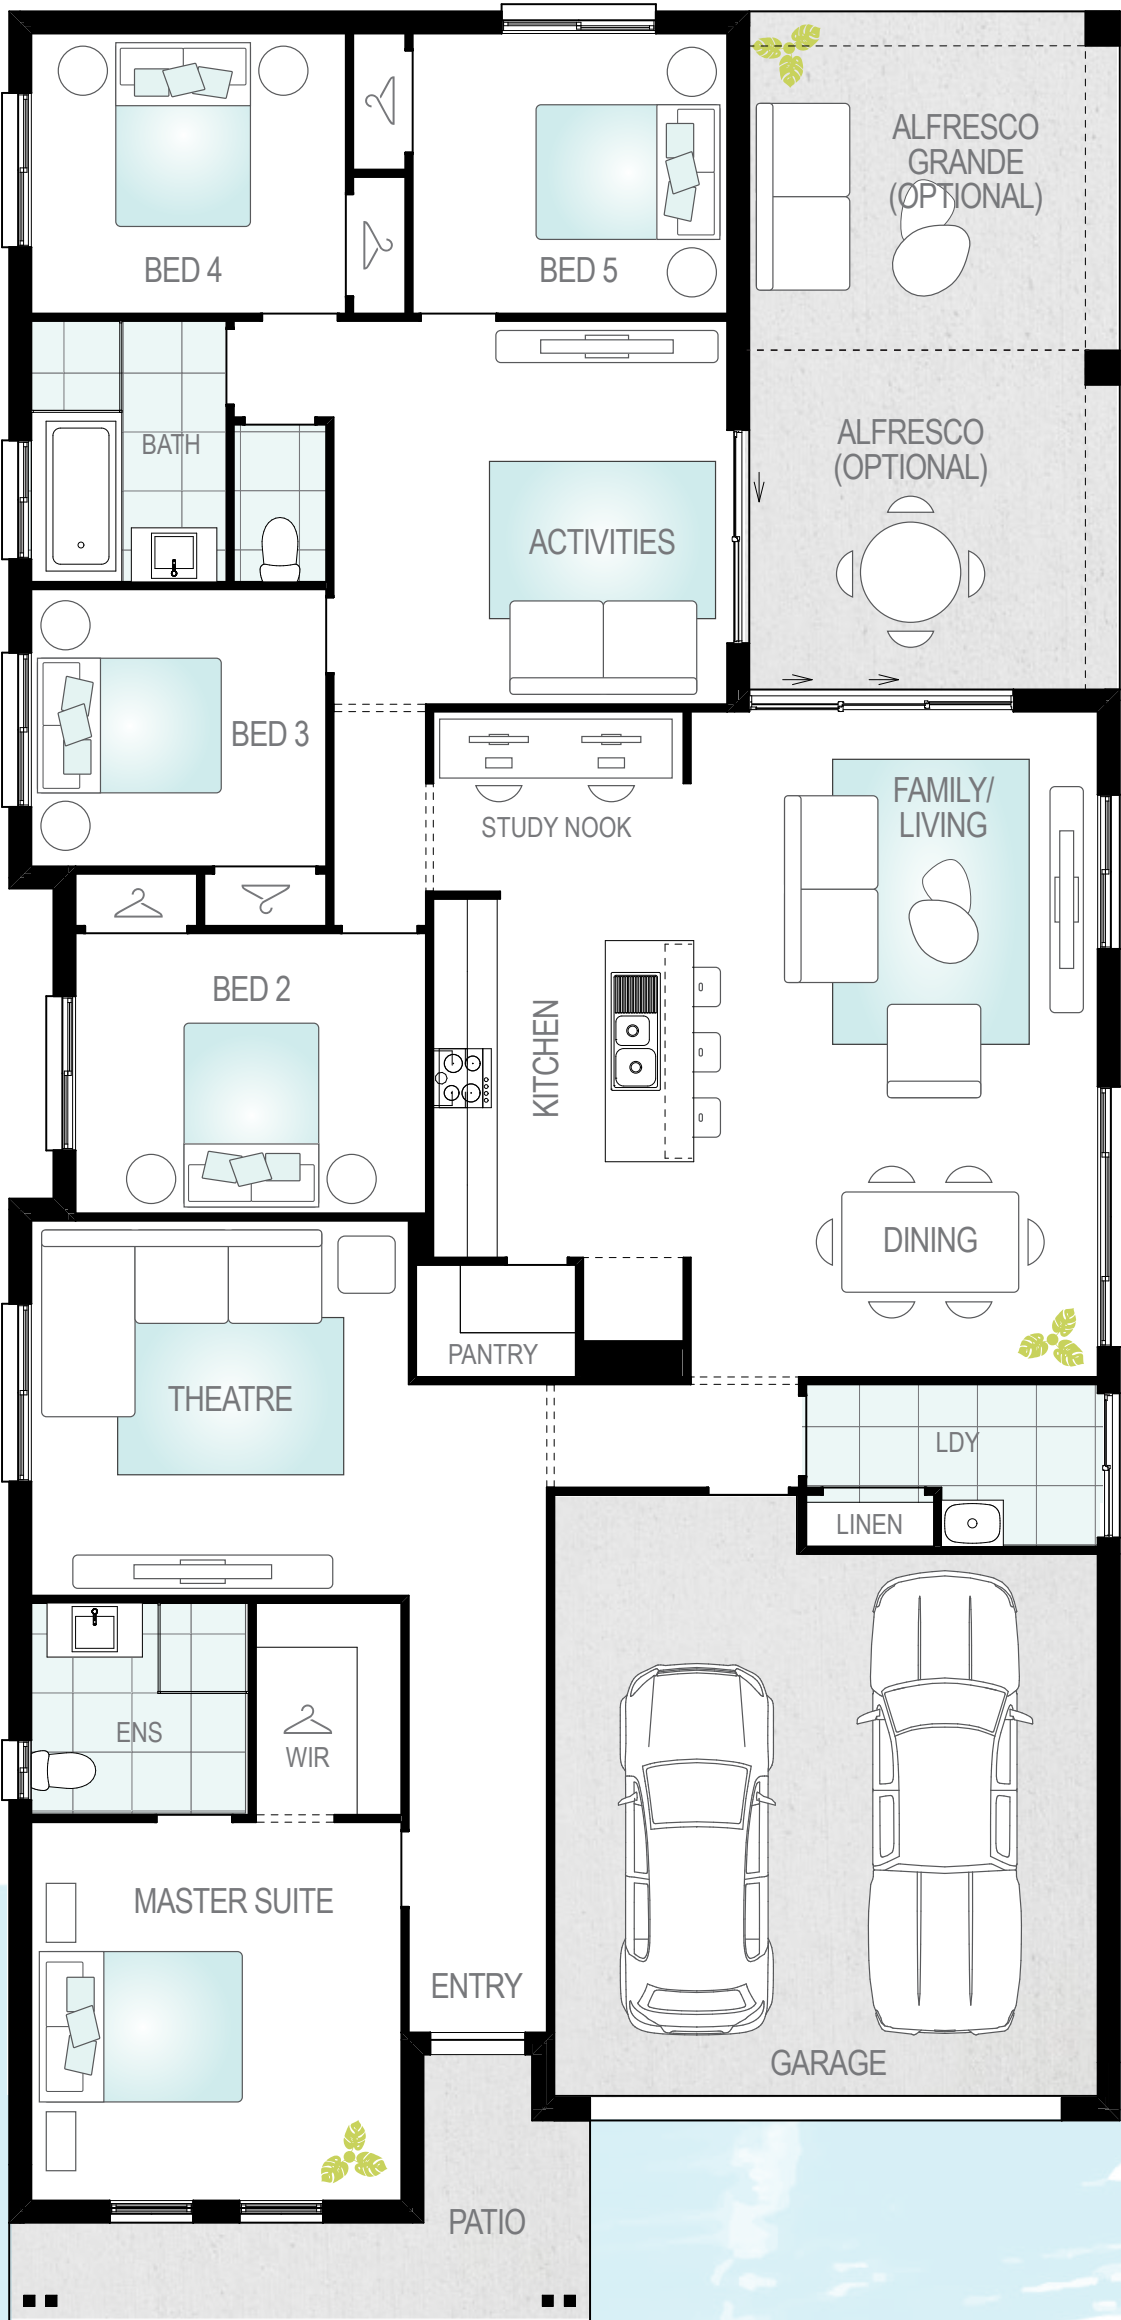 ALFRESCO
GRANDE
(OPTIONAL)
BED 4
BED 5
ALFRESCO
(OPTIONAL)
BATH
ACTIVITIES
BED 3
FAMILY/
LIVING
STUDY NOOK
BED 2
KITCHEN
DINING
PANTRY
THEATRE
LDY
LINEN
ENS
WIR
MASTER SUITE
ENTRY
GARAGE
PATIO